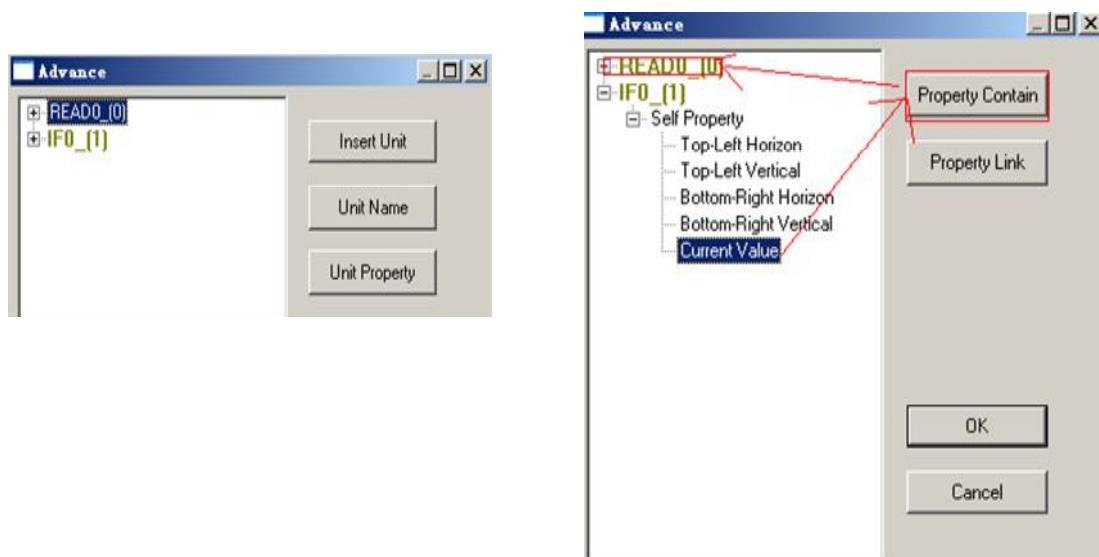 Advance
READ0_(0)
IF0_(1)
Insert Unit
Unit Name
Unit Property
Advance
READ0_(0)
IF0_(1)
Self Property
Top-Left Horizon
Top-Left Vertical
Bottom-Right Horizon
Bottom-Right Vertical
Current Value
Property Contain
Property Link
OK
Cancel